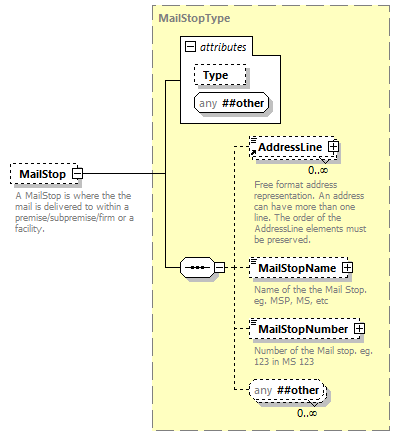 MailStopType
attributes
Type
any ##other
MailStop
A MailStop is where the the
mail is delivered to within a
premise/subpremise/firm or a
facility.
AddressLine
0..∞
Free format address
representation. An address
can have more than one
line. The order of the
AddressLine elements must
be preserved.
MailStopName
Name of the the Mail Stop.
eg. MSP, MS, etc
MailStopNumber
Number of the Mail stop. eg.
123 in MS 123
any ##other
0..∞